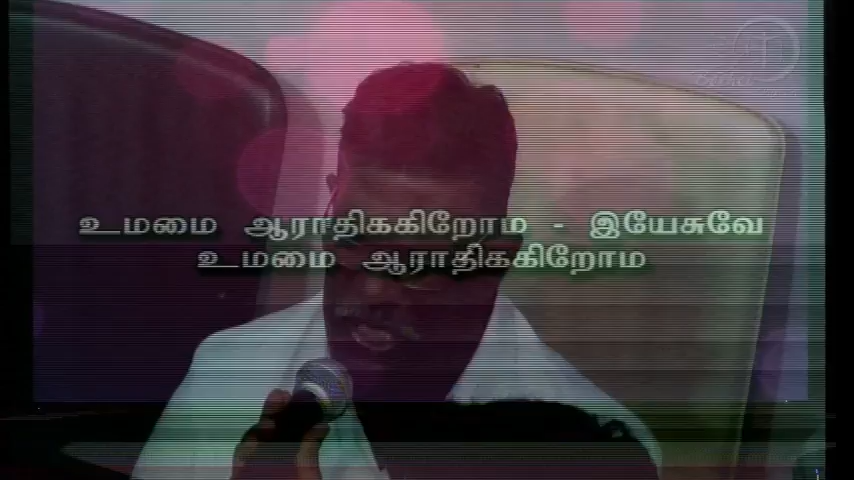 உமமை ஆராதிககிறோம - இயேசுவே
உமமை ஆராதிககிறோம